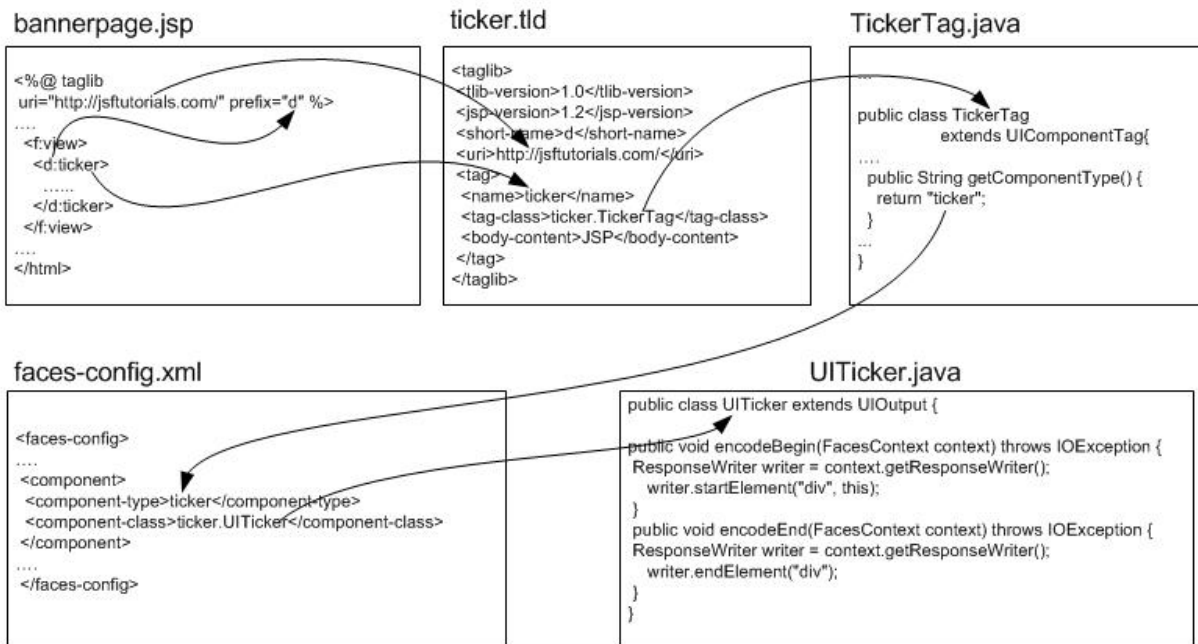 bannerpage.jsp
<%@ taglib
uri="http://jsftutorials.com/" prefix="d" %>
....
<f:view>
<d:ticker>
......
</d:ticker>
</f:view>
....
</html>
ticker.tld
<taglib>
<tlib-version>1.0</tlib-version>
<jsp-version>1.2</jsp-version>
<short-name>d</short-name>
<uri>http://jsftutorials.com/</uri>
<tag>
<name>ticker</name>
<tag-class>ticker.TickerTag</tag-class>
<body-content>JSP</body-content>
</tag>
</taglib>
TickerTag.java
...
public class TickerTag
extends UIComponentTag{
....
public String getComponentType() {
return "ticker";
}
...
}
faces-config.xml
<faces-config>
....
<component>
<component-type>ticker</component-type>
<component-class>ticker.UITicker</component-class>
</component>
....
</faces-config>
UITicker.java
public class UITicker extends UIOutput {
public void encodeBegin(FacesContext context) throws IOException {
ResponseWriter writer = context.getResponseWriter();
writer.startElement("div", this);
}
public void encodeEnd(FacesContext context) throws IOException {
ResponseWriter writer = context.getResponseWriter();
writer.endElement("div");
}
}